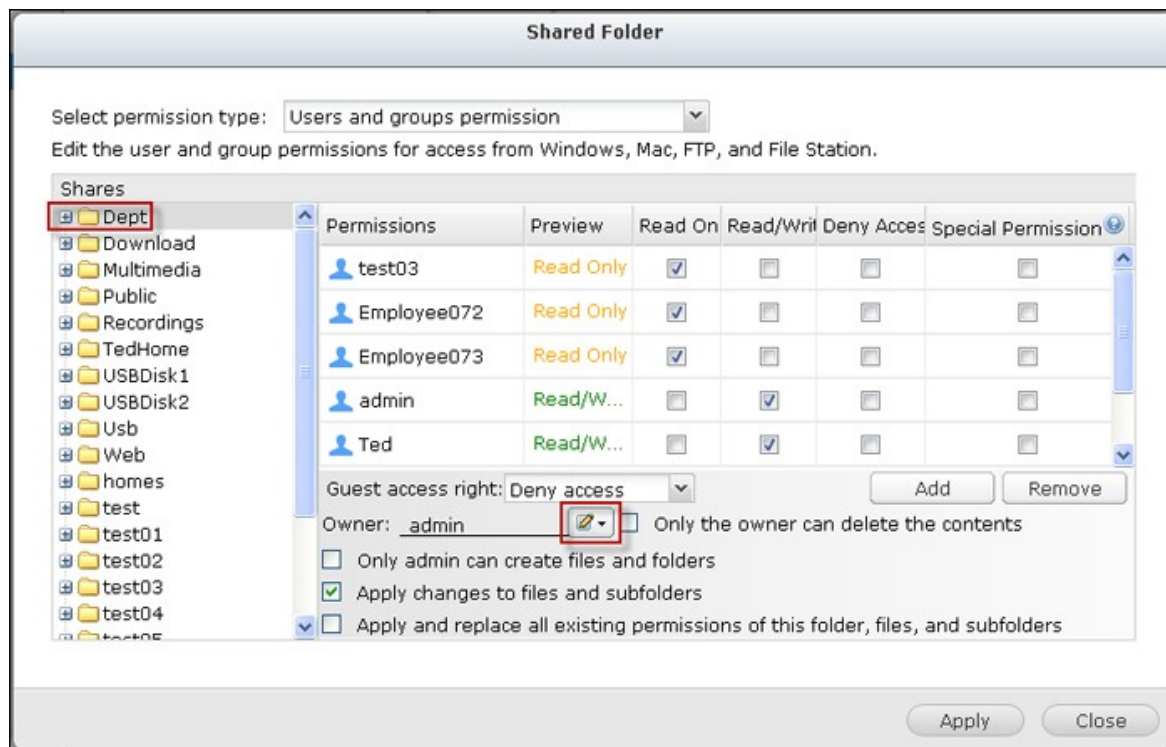 Shared Folder
Select permission type: Users and groups permission
Edit the user and group permissions for access from Windows, Mac, FTP, and File Station.
Shares
Dept
Download
Multimedia
Public
Recordings
TedHome
USBDisk1
USBDisk2
Usb
Web
homes
test
test01
test02
test03
test04
Permissions Preview Read On Read/Writ Deny Acces Special Permission
test03 Read Only
Employee072 Read Only
Employee073 Read Only
admin Read/W...
Ted Read/W...
Guest access right: Deny access Add Remove
Owner: admin Only the owner can delete the contents
Only admin can create files and folders
Apply changes to files and subfolders
Apply and replace all existing permissions of this folder, files, and subfolders
Apply Close